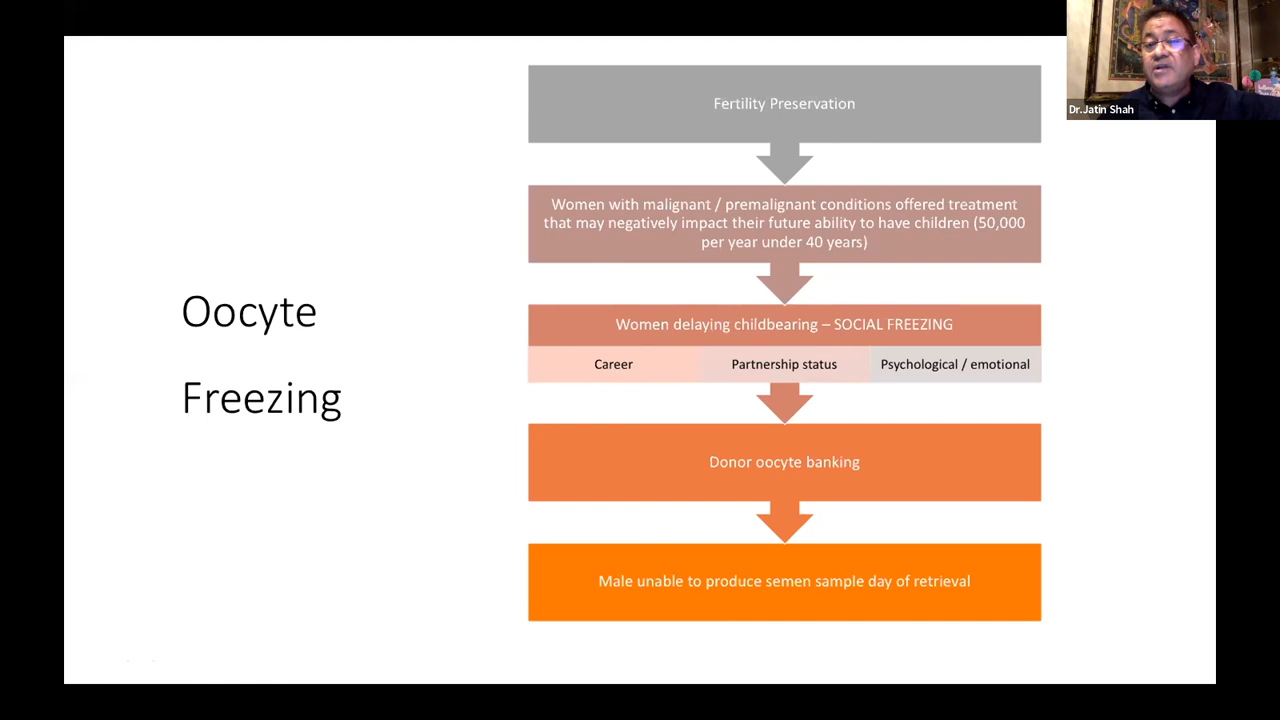 Oocyte
Freezing
Fertility Preservation
Women with malignant / premalignant conditions offered treatment
that may negatively impact their future ability to have children (50,000
per year under 40 years)
Women delaying childbearing – SOCIAL FREEZING
Career
Partnership status
Psychological / emotional
Donor oocyte banking
Male unable to produce semen sample day of retrieval
Dr.Jatin Shah